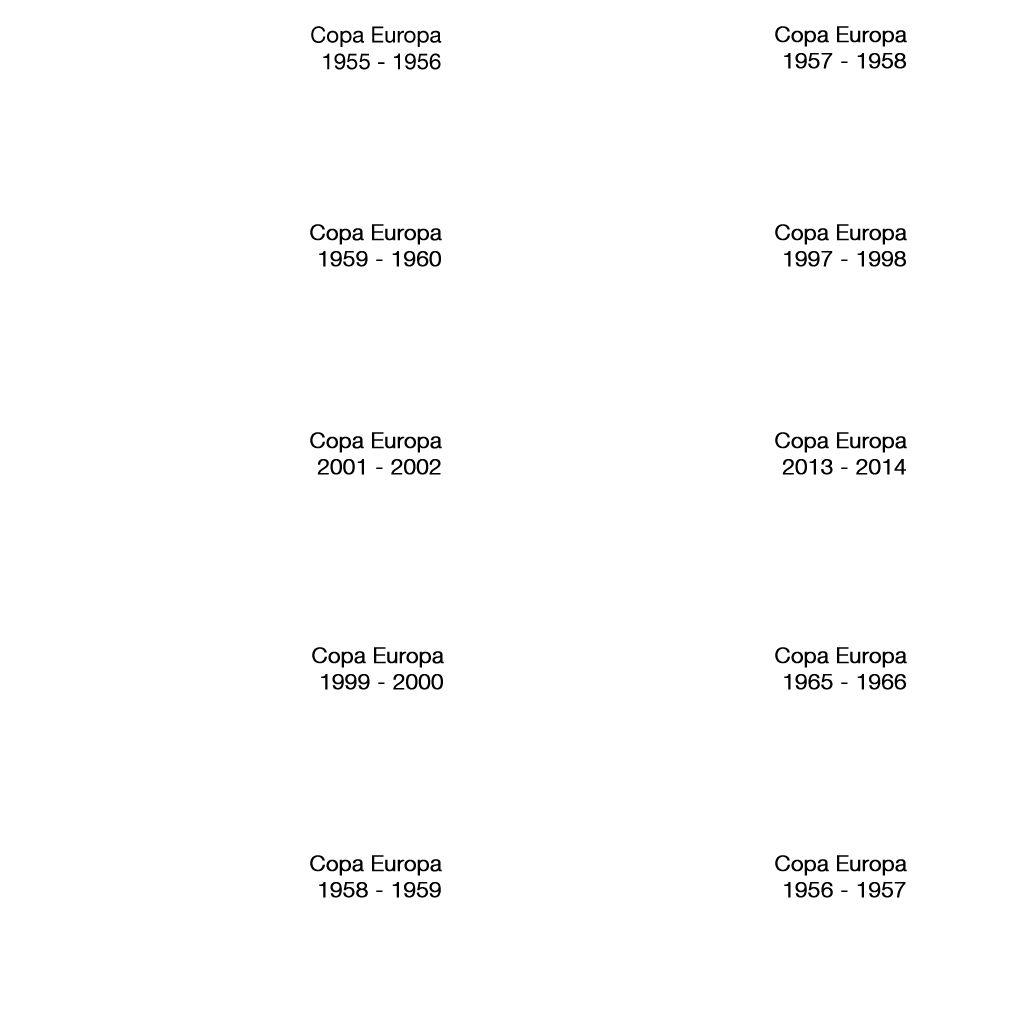 Copa Europa
1955 - 1956
Copa Europa
1957 - 1958
Copa Europa
1959 - 1960
Copa Europa
1997 - 1998
Copa Europa
2001 - 2002
Copa Europa
2013 - 2014
Copa Europa
1999 - 2000
Copa Europa
1965 - 1966
Copa Europa
1958 - 1959
Copa Europa
1956 - 1957